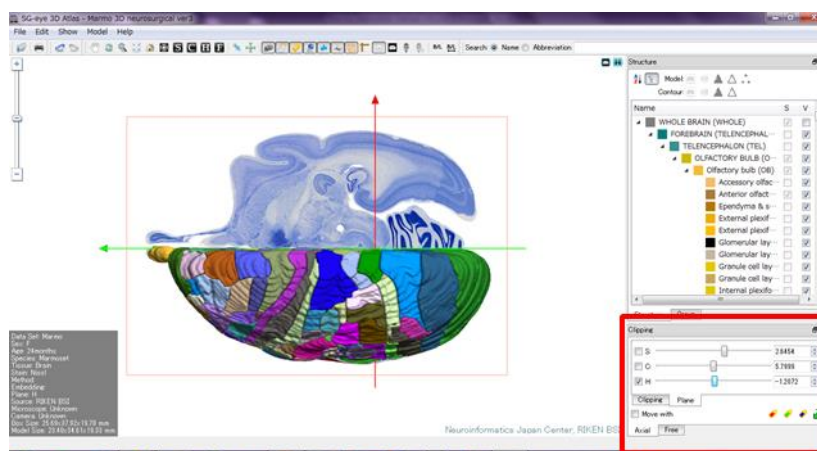 SG-eye 3D Atlas - Marmo 3D neurosurgical ver3
File Edit Show Model Help
S C H F
Search: Name Abbreviation
Structure
Model:
Contour
Name S V
WHOLE BRAIN (WHOLE)
FOREBRAIN (TELENCEPHAL···
TELENCEPHALON (TEL)
OLFACTORY BULB (O···
Olfactory bulb (OB)
Accessory olfac···
Anterior olfact···
Ependyma & s···
External plexif···
External plexif···
Glomerular lay···
Glomerular lay···
Granule cell lay···
Granule cell lay···
Internal plexifo···
Clipping
S 2.8454
C 5.7699
H
Clipping Plane
Move with
Axial Free
Data Set: Marmo
Sex: F
Age: 24months
Species: Marmoset
Tissue: Brain
Stain: Nissl
Method:
Embedding:
Plane: H
Source: RIKEN BSI
Microscope: Unknown
Camera: Unknown
Neuroinformatics Japan Center, RIKEN BSI